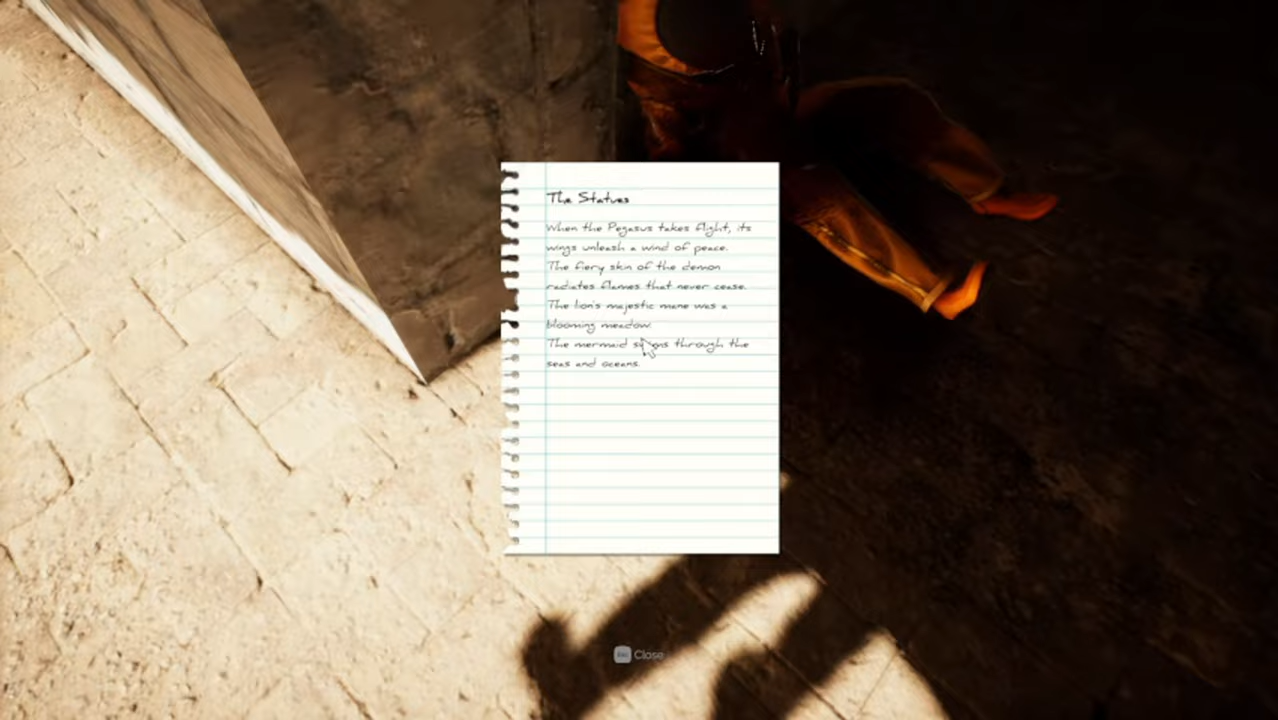 The Statues
When the Pegasus takes flight, its
wings unleash a wind of peace.
The fiery skin of the demon
radiates flames that never cease.
The lion's majestic mane was a
blooming meadow.
The mermaid through the
seas and oceans.
Esc Close